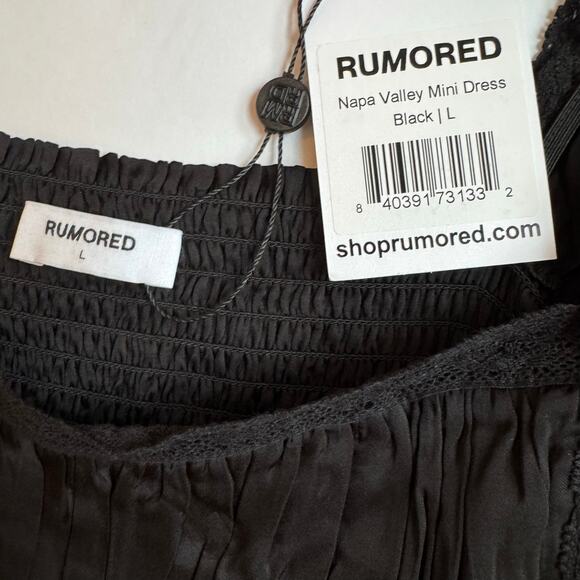 RUMORED
Napa Valley Mini Dress
Black | L
8 40391 73133 2
shoprumored.com
RUMORED
L